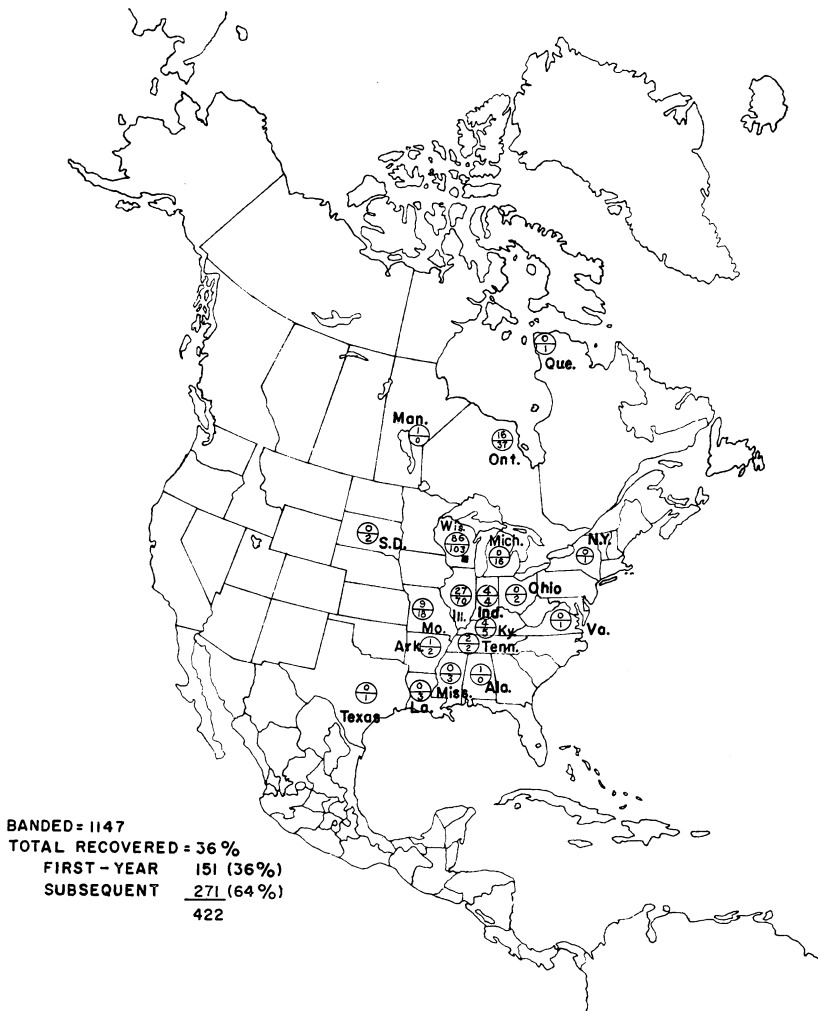 0
1
Que.
Man.
1
0
16
37
Ont.
Wis.
86
103
0
2
S.D.
Mich.
0
16
N.Y.
0
1
27
70
Ill.
4
4
Ind.
0
2
Ohio
9
18
Mo.
4
5
Ky.
0
1
Va.
Ark.
1
2
2
2
Tenn.
0
3
Miss.
1
0
Ala.
0
1
Texas
0
3
La.
BANDED = 1147
TOTAL RECOVERED = 36%
FIRST-YEAR 151 (36%)
SUBSEQUENT 271 (64%)
422